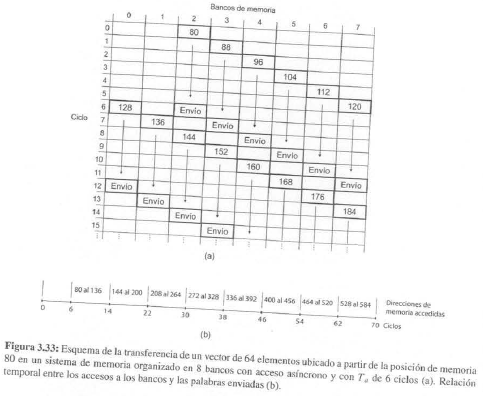 Bancos de memoria
0 1 2 3 4 5 6 7
0 80
1 88
2 96
3 104
4 112
5 120
Ciclo
6 128 Envío
7 136 Envío
8 144 Envío
9 152 Envío
10 160 Envío
11 168 Envío
12 Envío 176
13 Envío 184
14 Envío
15 Envío
(a)
80 al 136 144 al 200 208 al 264 272 al 328 336 al 392 400 al 456 464 al 520 528 al 584 Direcciones de
memoria accedidas
0 6 14 22 30 38 46 54 62 70 Ciclos
(b)
Figura 3.33: Esquema de la transferencia de un vector de 64 elementos ubicado a partir de la posición de memoria
80 en un sistema de memoria organizado en 8 bancos con acceso asíncrono y con Ta de 6 ciclos (a). Relación
temporal entre los accesos a los bancos y las palabras enviadas (b).